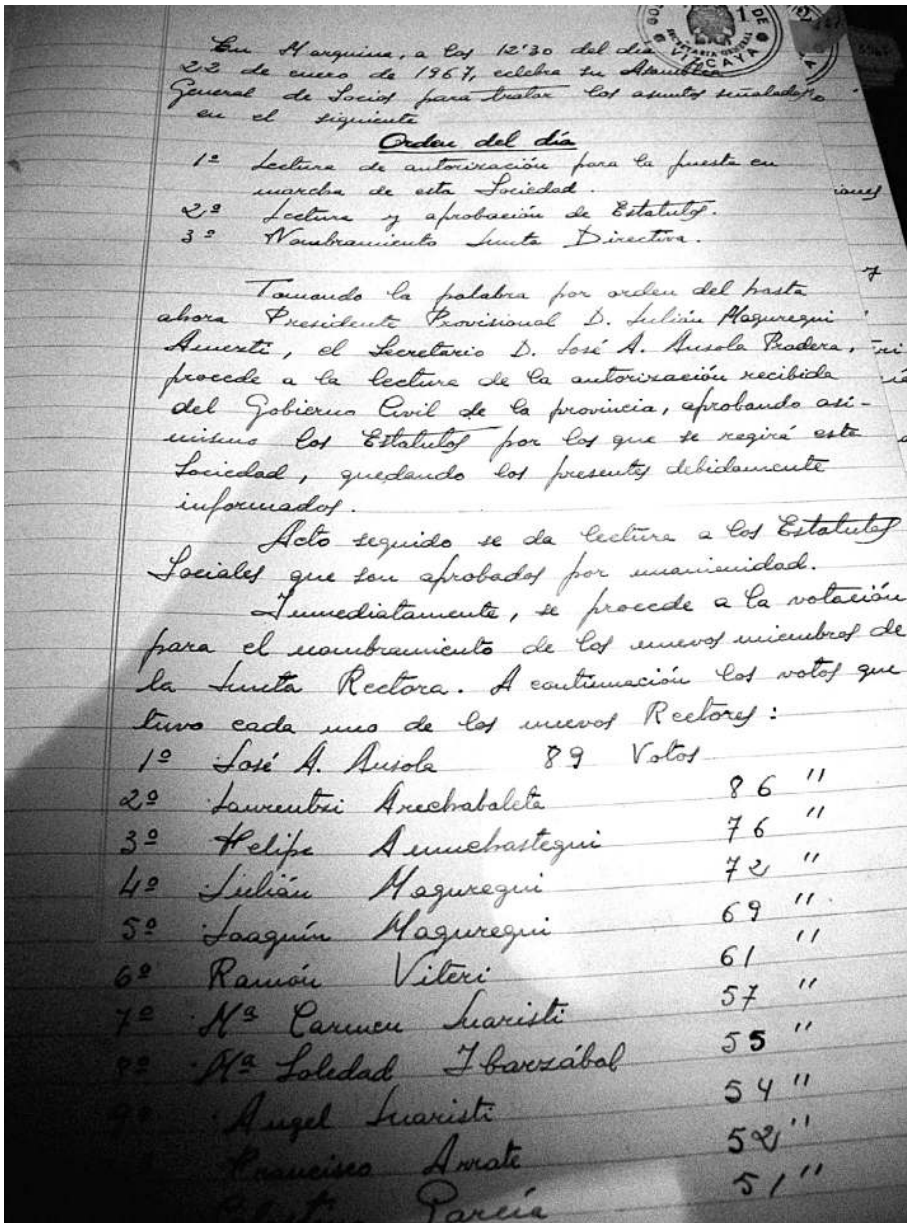 En Marquina, a las 12'30 del día
22 de enero de 1967, celebra su Asamblea
General de Socios para tratar los asuntos señalados
en el siguiente
Orden del día
1º Lectura de autorización para la puesta en
marcha de esta Sociedad.
2º Lectura y aprobación de Estatutos.
3º Nombramiento Junta Directiva.
Tomando la palabra por orden del hasta
ahora Presidente Provisional D. Julián Maguregui
el Secretario D. José A. Ansola Pradera,
procede a la lectura de la autorización recibida
del Gobierno Civil de la provincia, aprobando asi-
mismo los Estatutos por los que se regirá esta
Sociedad, quedando los presentes debidamente
informados.
Acto seguido se da lectura a los Estatutos
Sociales que son aprobados por unanimidad.
Inmediatamente, se procede a la votación
para el nombramiento de los nuevos miembros de
la Junta Rectora. A continuación los votos que
tuvo cada uno de los nuevos Rectores:
1º José A. Ansola 89 Votos
2º Laurentxi Arechabaleta 86 "
3º Felipe Amuchastegui 76 "
4º Julián Maguregui 72 "
5º Joaquín Maguregui 69 "
6º Ramón Viteri 61 "
7º Mª Carmen Juaristi 57 "
8º Mª Soledad Ibarzábal 55 "
9º Angel Juaristi 54 "
Francisco Arrate 52 "
García 51 "